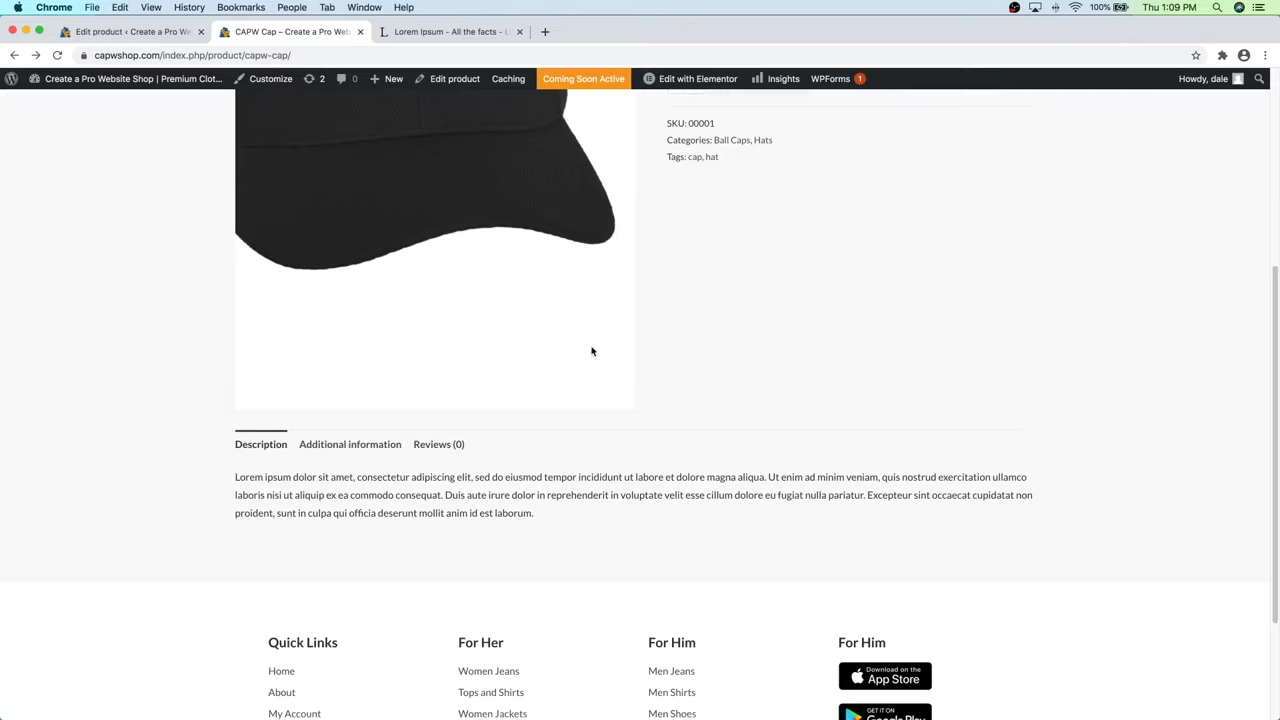 Chrome File Edit View History Bookmarks People Tab Window Help 100% Thu 1:09 PM
Edit product ‹ Create a Pro We CAPW Cap – Create a Pro Web Lorem Ipsum - All the facts - L
capwshop.com/index.php/product/capw-cap/
Create a Pro Website Shop | Premium Clot... Customize 2 0 New Edit product Caching Coming Soon Active Edit with Elementor Insights WPForms 1 Howdy, dale
SKU: 00001
Categories: Ball Caps, Hats
Tags: cap, hat
Description Additional information Reviews (0)
Lorem ipsum dolor sit amet, consectetur adipiscing elit, sed do eiusmod tempor incididunt ut labore et dolore magna aliqua. Ut enim ad minim veniam, quis nostrud exercitation ullamco
laboris nisi ut aliquip ex ea commodo consequat. Duis aute irure dolor in reprehenderit in voluptate velit esse cillum dolore eu fugiat nulla pariatur. Excepteur sint occaecat cupidatat non
proident, sunt in culpa qui officia deserunt mollit anim id est laborum.
Quick Links For Her For Him For Him
Home Women Jeans Men Jeans Download on the App Store
About Tops and Shirts Men Shirts
My Account Women Jackets Men Shoes GET IT ON Google Play